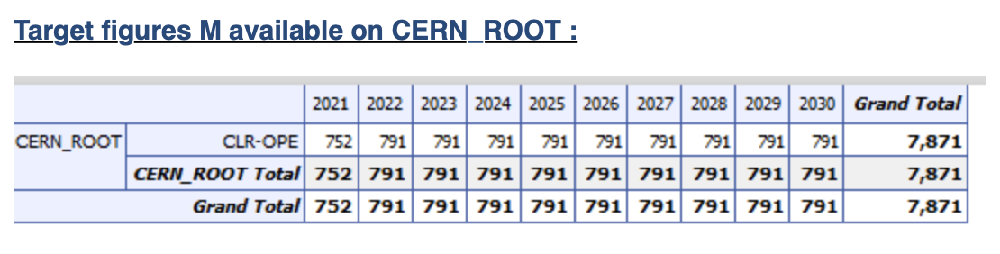 Target figures M available on CERN_ROOT :
2021 2022 2023 2024 2025 2026 2027 2028 2029 2030 Grand Total
CERN_ROOT CLR-OPE 752 791 791 791 791 791 791 791 791 791 7,871
CERN_ROOT Total 752 791 791 791 791 791 791 791 791 791 7,871
Grand Total 752 791 791 791 791 791 791 791 791 791 7,871